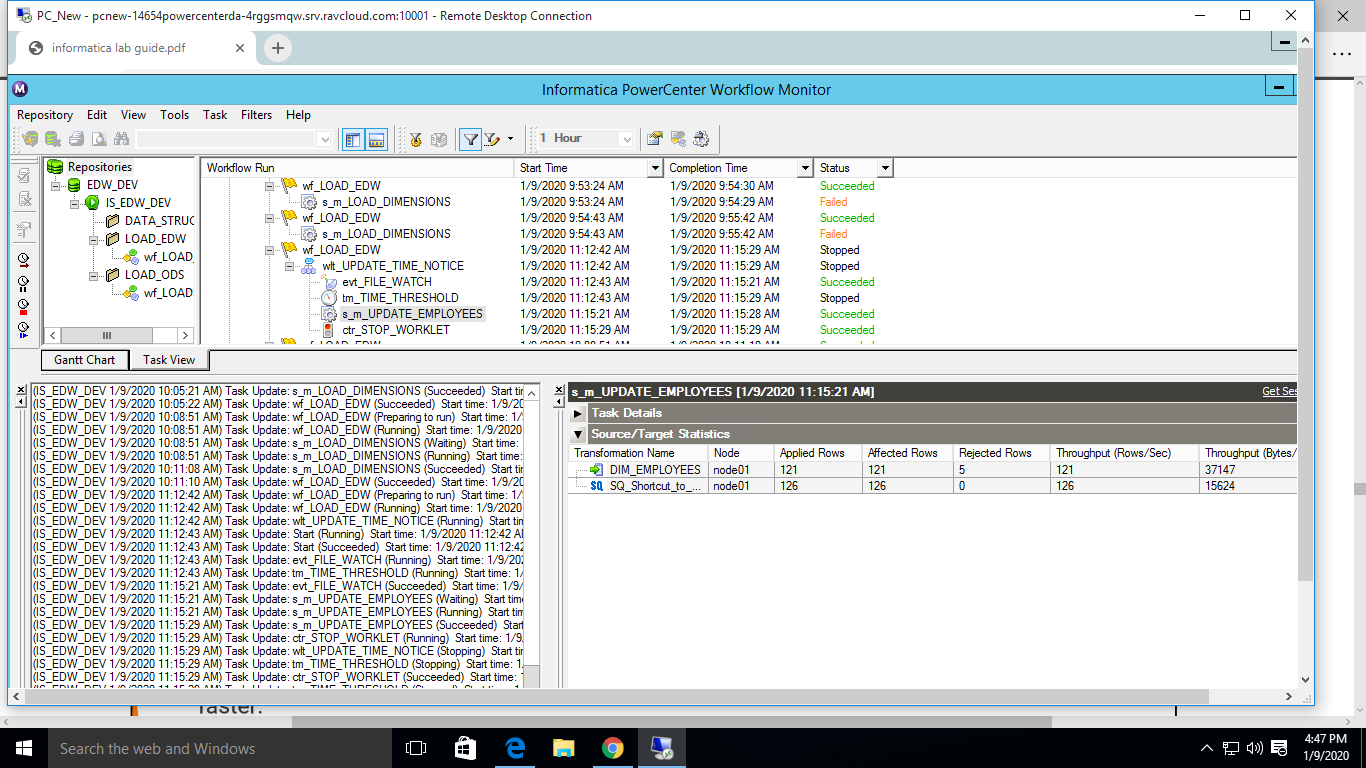 PC_New - pcnew-14654powercenterda-4rggsmqw.srv.ravcloud.com:10001 - Remote Desktop Connection
informatica lab guide.pdf
Informatica PowerCenter Workflow Monitor
Repository Edit View Tools Task Filters Help
1 Hour
Repositories
EDW_DEV
IS_EDW_DEV
DATA_STRUC
LOAD_EDW
wf_LOAD_
LOAD_ODS
wf_LOAD
Workflow Run Start Time Completion Time Status
wf_LOAD_EDW 1/9/2020 9:53:24 AM 1/9/2020 9:54:30 AM Succeeded
s_m_LOAD_DIMENSIONS 1/9/2020 9:53:24 AM 1/9/2020 9:54:29 AM Failed
wf_LOAD_EDW 1/9/2020 9:54:43 AM 1/9/2020 9:55:42 AM Succeeded
s_m_LOAD_DIMENSIONS 1/9/2020 9:54:43 AM 1/9/2020 9:55:42 AM Failed
wf_LOAD_EDW 1/9/2020 11:12:42 AM 1/9/2020 11:15:29 AM Stopped
wlt_UPDATE_TIME_NOTICE 1/9/2020 11:12:42 AM 1/9/2020 11:15:29 AM Stopped
evt_FILE_WATCH 1/9/2020 11:12:43 AM 1/9/2020 11:15:21 AM Succeeded
tm_TIME_THRESHOLD 1/9/2020 11:12:43 AM 1/9/2020 11:15:29 AM Stopped
s_m_UPDATE_EMPLOYEES 1/9/2020 11:15:21 AM 1/9/2020 11:15:28 AM Succeeded
ctr_STOP_WORKLET 1/9/2020 11:15:29 AM 1/9/2020 11:15:29 AM Succeeded
Gantt Chart Task View
(IS_EDW_DEV 1/9/2020 10:05:21 AM) Task Update: s_m_LOAD_DIMENSIONS (Succeeded) Start tir
(IS_EDW_DEV 1/9/2020 10:05:22 AM) Task Update: wf_LOAD_EDW (Succeeded) Start time: 1/9/20
(IS_EDW_DEV 1/9/2020 10:08:51 AM) Task Update: wf_LOAD_EDW (Preparing to run) Start time: 1/
(IS_EDW_DEV 1/9/2020 10:08:51 AM) Task Update: wf_LOAD_EDW (Running) Start time: 1/9/2020
(IS_EDW_DEV 1/9/2020 10:08:51 AM) Task Update: s_m_LOAD_DIMENSIONS (Waiting) Start time:
(IS_EDW_DEV 1/9/2020 10:08:51 AM) Task Update: s_m_LOAD_DIMENSIONS (Running) Start time:
(IS_EDW_DEV 1/9/2020 10:11:08 AM) Task Update: s_m_LOAD_DIMENSIONS (Succeeded) Start tir
(IS_EDW_DEV 1/9/2020 10:11:10 AM) Task Update: wf_LOAD_EDW (Succeeded) Start time: 1/9/20
(IS_EDW_DEV 1/9/2020 11:12:42 AM) Task Update: wf_LOAD_EDW (Preparing to run) Start time: 1/
(IS_EDW_DEV 1/9/2020 11:12:42 AM) Task Update: wf_LOAD_EDW (Running) Start time: 1/9/2020
(IS_EDW_DEV 1/9/2020 11:12:42 AM) Task Update: wlt_UPDATE_TIME_NOTICE (Running) Start tin
(IS_EDW_DEV 1/9/2020 11:12:43 AM) Task Update: Start (Running) Start time: 1/9/2020 11:12:42 AM
(IS_EDW_DEV 1/9/2020 11:12:43 AM) Task Update: Start (Succeeded) Start time: 1/9/2020 11:12:42
(IS_EDW_DEV 1/9/2020 11:12:43 AM) Task Update: evt_FILE_WATCH (Running) Start time: 1/9/202
(IS_EDW_DEV 1/9/2020 11:12:43 AM) Task Update: tm_TIME_THRESHOLD (Running) Start time: 1/
(IS_EDW_DEV 1/9/2020 11:15:21 AM) Task Update: evt_FILE_WATCH (Succeeded) Start time: 1/9/
(IS_EDW_DEV 1/9/2020 11:15:21 AM) Task Update: s_m_UPDATE_EMPLOYEES (Waiting) Start tim
(IS_EDW_DEV 1/9/2020 11:15:21 AM) Task Update: s_m_UPDATE_EMPLOYEES (Running) Start tim
(IS_EDW_DEV 1/9/2020 11:15:29 AM) Task Update: s_m_UPDATE_EMPLOYEES (Succeeded) Start
(IS_EDW_DEV 1/9/2020 11:15:29 AM) Task Update: ctr_STOP_WORKLET (Running) Start time: 1/9.
(IS_EDW_DEV 1/9/2020 11:15:29 AM) Task Update: wlt_UPDATE_TIME_NOTICE (Stopping) Start tim
(IS_EDW_DEV 1/9/2020 11:15:29 AM) Task Update: tm_TIME_THRESHOLD (Stopping) Start time: 1
(IS_EDW_DEV 1/9/2020 11:15:29 AM) Task Update: ctr_STOP_WORKLET (Succeeded) Start time: 1
s_m_UPDATE_EMPLOYEES [1/9/2020 11:15:21 AM] Get Ses
Task Details
Source/Target Statistics
Transformation Name Node Applied Rows Affected Rows Rejected Rows Throughput (Rows/Sec) Throughput (Bytes/
DIM_EMPLOYEES node01 121 121 5 121 37147
SQ_Shortcut_to_... node01 126 126 0 126 15624
faster.
Search the web and Windows
4:47 PM
1/9/2020